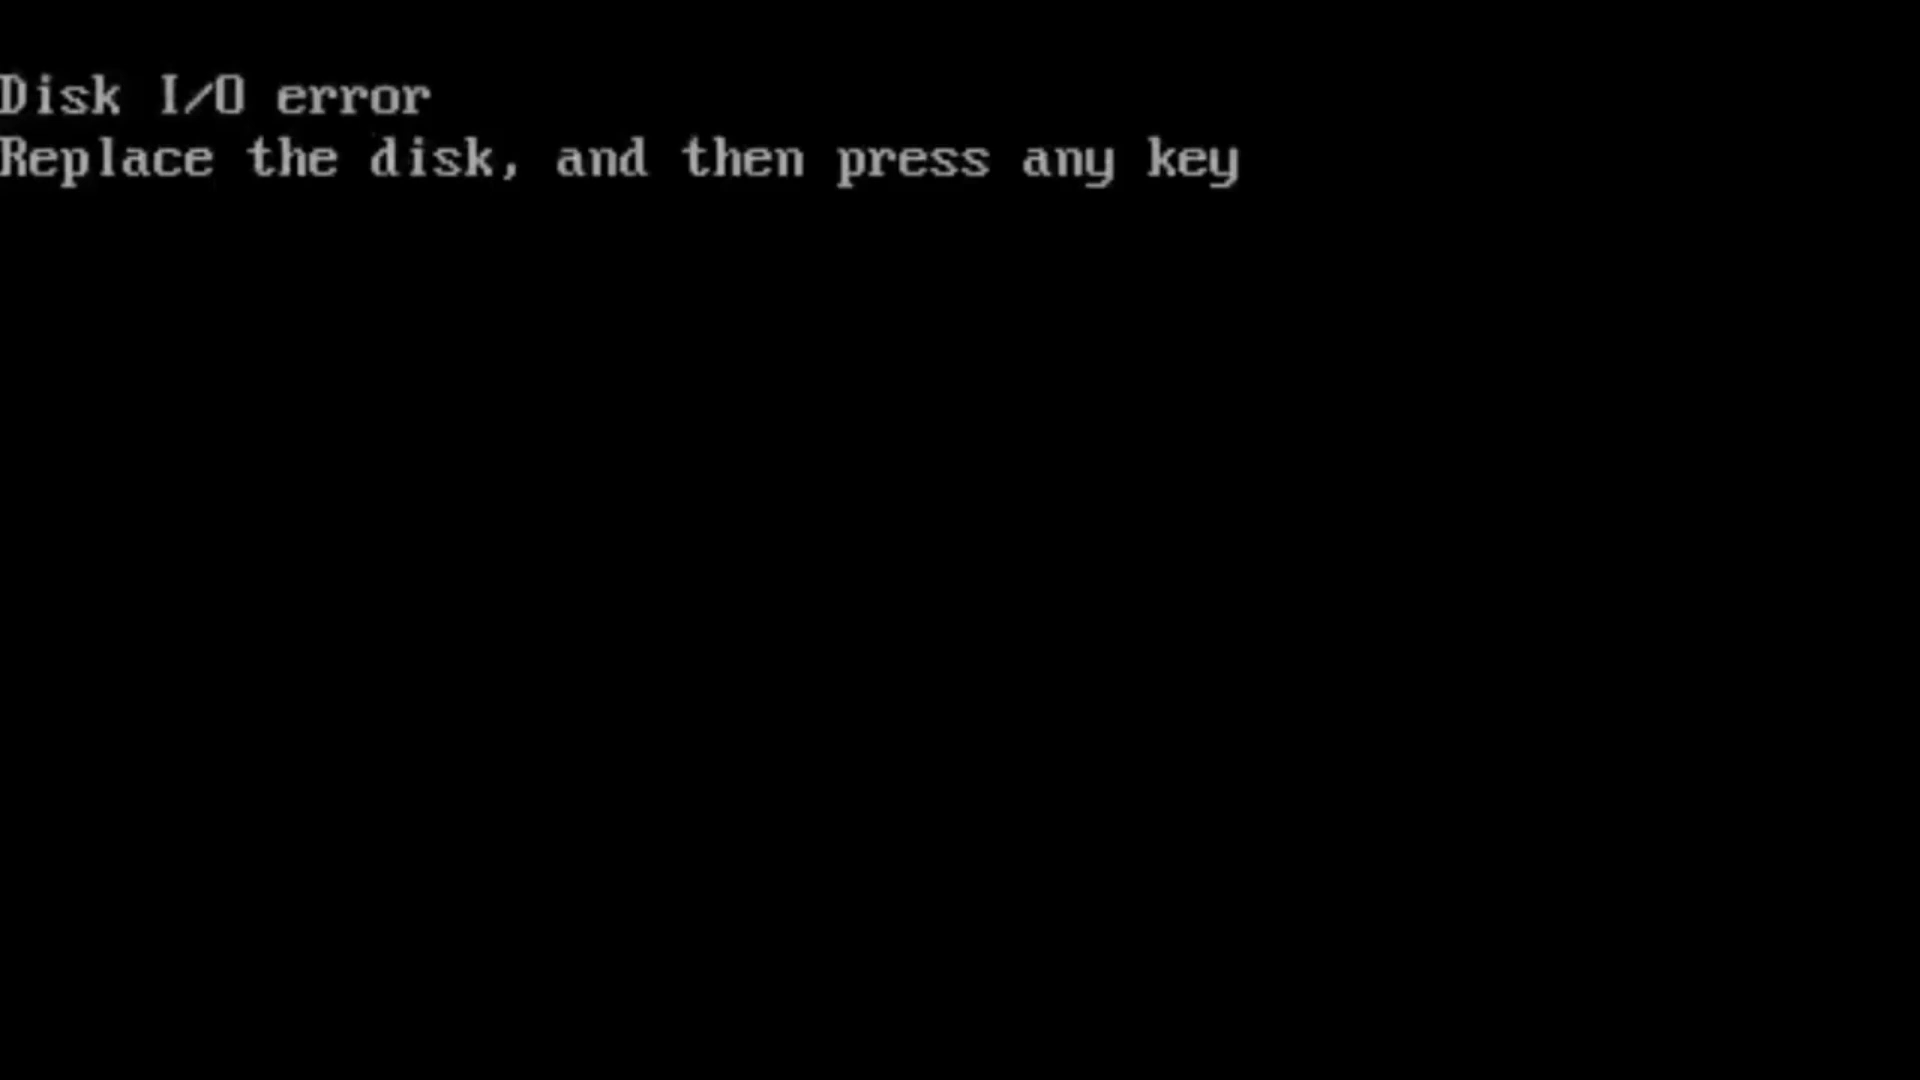 Disk I/O error
Replace the disk, and then press any key